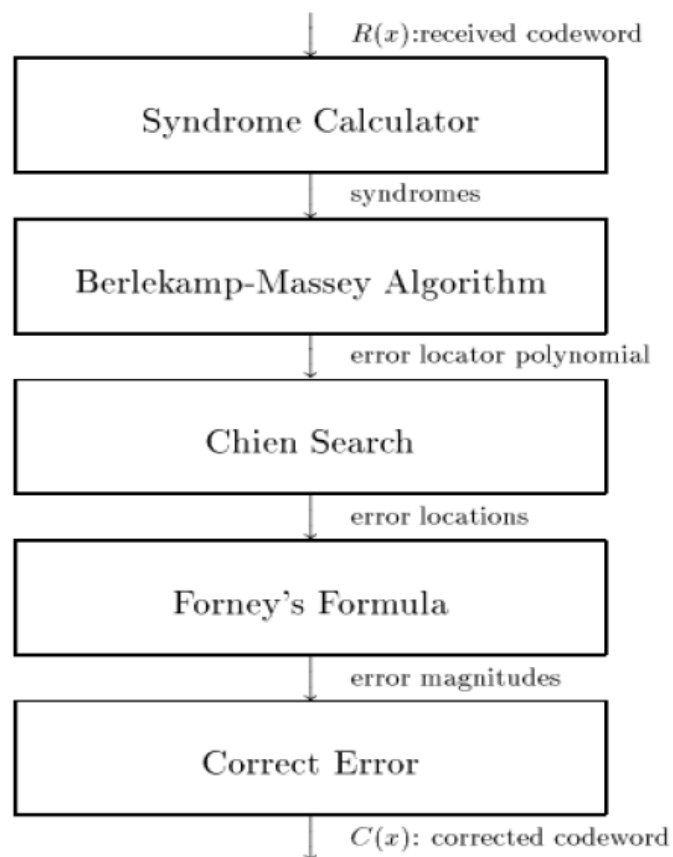 R(x):received codeword
Syndrome Calculator
syndromes
Berlekamp-Massey Algorithm
error locator polynomial
Chien Search
error locations
Forney's Formula
error magnitudes
Correct Error
C(x): corrected codeword